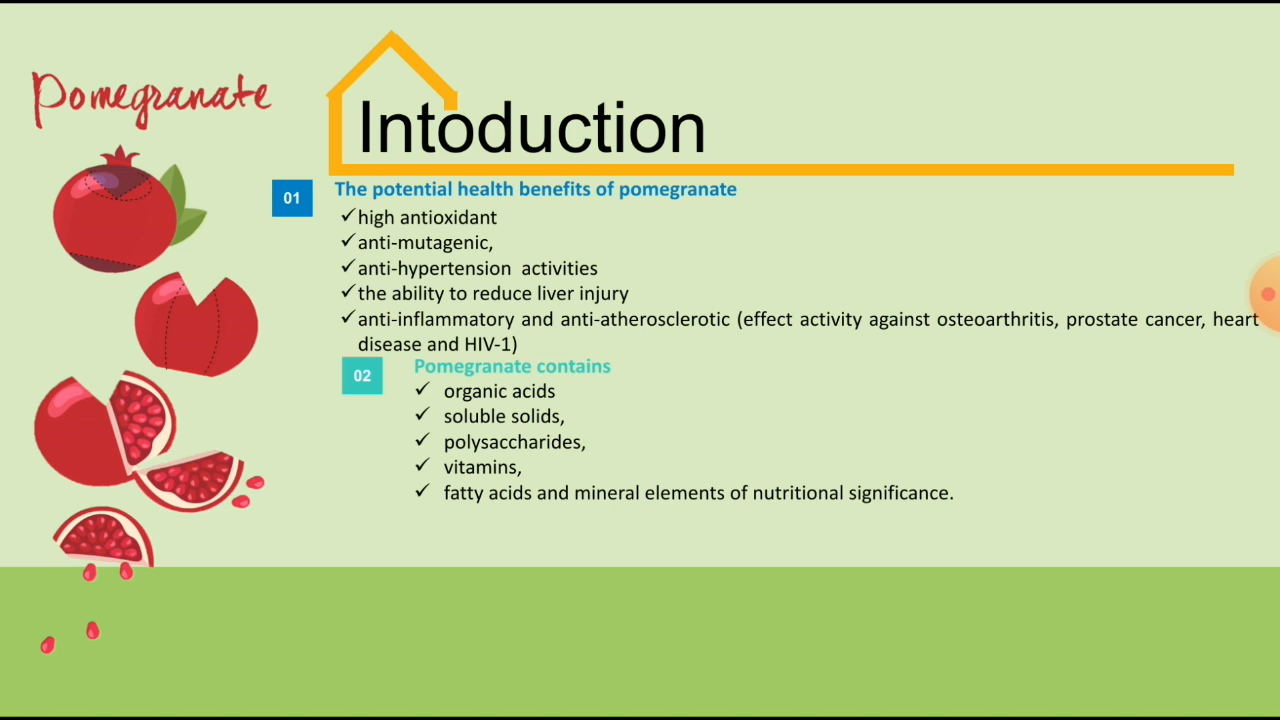 Pomegranate
Intoduction
01
The potential health benefits of pomegranate
✓high antioxidant
✓anti-mutagenic,
✓anti-hypertension activities
✓the ability to reduce liver injury
✓anti-inflammatory and anti-atherosclerotic (effect activity against osteoarthritis, prostate cancer, heart
disease and HIV-1)
02
Pomegranate contains
✓ organic acids
✓ soluble solids,
✓ polysaccharides,
✓ vitamins,
✓ fatty acids and mineral elements of nutritional significance.